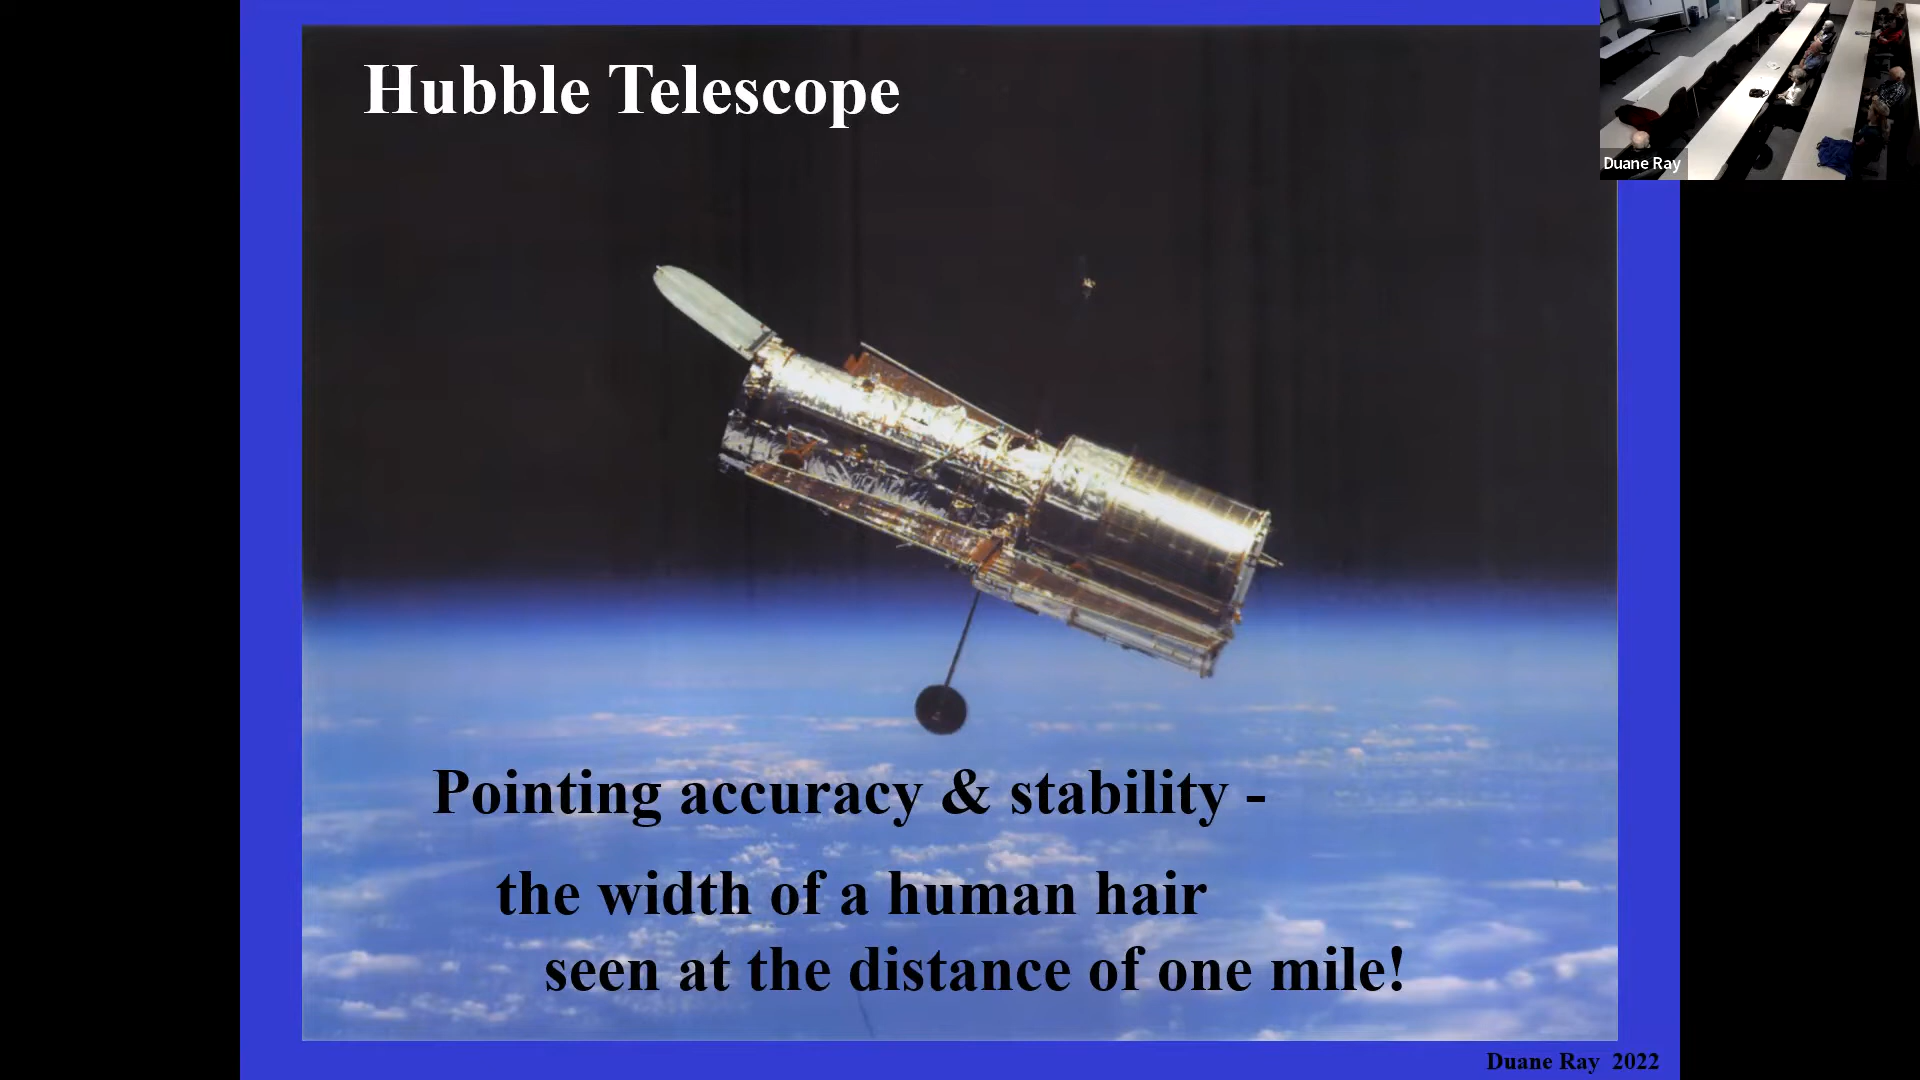 Hubble Telescope
Duane Ray
Pointing accuracy & stability -
the width of a human hair
seen at the distance of one mile!
Duane Ray 2022